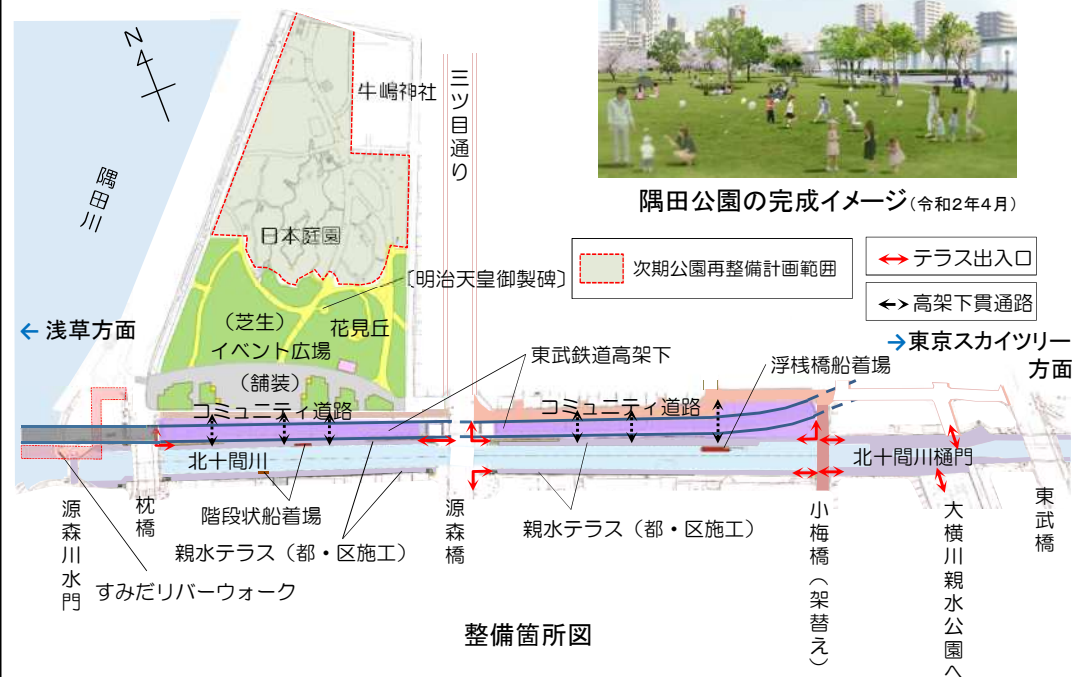 N
隅田川
牛嶋神社
三ツ目通り
日本庭園
〔明治天皇御製碑〕
(芝生)
花見丘
イベント広場
(舗装)
← 浅草方面
隅田公園の完成イメージ(令和2年4月)
次期公園再整備計画範囲
テラス出入口
高架下貫通路
→東京スカイツリー
方面
東武鉄道高架下
浮桟橋船着場
コミュニティ道路
コミュニティ道路
北十間川
北十間川樋門
階段状船着場
親水テラス(都・区施工)
親水テラス(都・区施工)
源森川水門
枕橋
すみだリバーウォーク
源森橋
小梅橋(架替え)
大横川親水公園へ
東武橋
整備箇所図